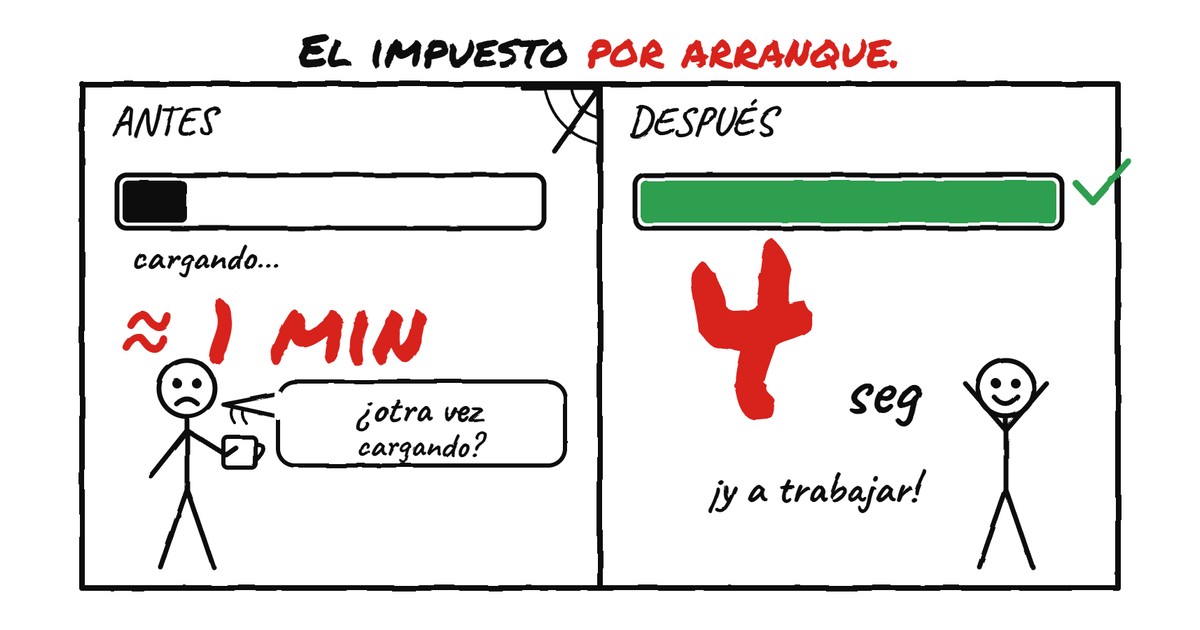 El impuesto por arranque.
ANTES
cargando...
≈ 1 MIN
¿otra vez
cargando?
DESPUÉS
4
seg
¡y a trabajar!